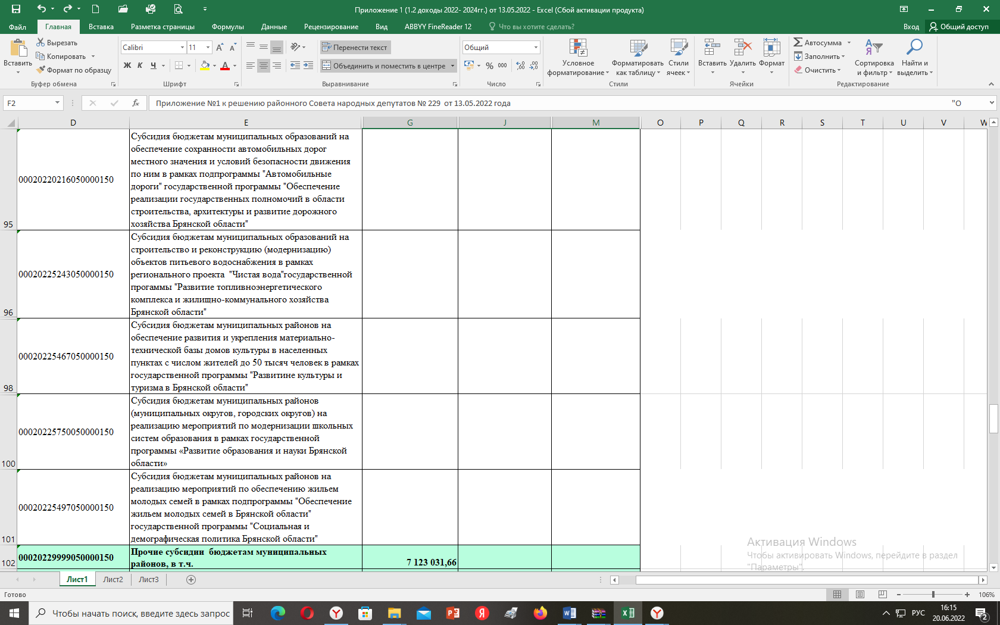 Приложение 1 (1.2 доходы 2022- 2024гг.) от 13.05.2022 - Excel (Сбой активации продукта)
Файл Главная Вставка Разметка страницы Формулы Данные Рецензирование Вид ABBYY FineReader 12 Что вы хотите сделать? Вход Общий доступ
Вставить
Вырезать
Копировать
Формат по образцу
Буфер обмена
Calibri 11
Ж К Ч А
Шрифт
Перенести текст
Объединить и поместить в центре
Выравнивание
Общий
% 000
Число
Условное форматирование
Форматировать как таблицу
Стили ячеек
Стили
Вставить Удалить Формат
Ячейки
Автосумма
Заполнить
Очистить
Сортировка и фильтр
Найти и выделить
Редактирование
F2 fx Приложение №1 к решению районного Совета народных депутатов № 229 от 13.05.2022 года "О
D E G J M O P Q R S T U V W
00020220216050000150
Субсидия бюджетам муниципальных образований на
обеспечение сохранности автомобильных дорог
местного значения и условий безопасности движения
по ним в рамках подпрограммы "Автомобильные
дороги" государственной программы "Обеспечение
реализации государственных полномочий в области
строительства, архитектуры и развитие дорожного
хозяйства Брянской области"
95
00020225243050000150
Субсидия бюджетам муниципальных образований на
строительство и реконструкцию (модернизацию)
объектов питьевого водоснабжения в рамках
регионального проекта "Чистая вода"государственной
прогаммы "Развитие топливноэнергетического
комплекса и жилищно-коммунального хозяйства
Брянской области"
96
00020225467050000150
Субсидия бюджетам муниципальных районов на
обеспечение развития и укрепления материально-
технической базы домов культуры в населенных
пунктах с числом жителей до 50 тысяч человек в рамках
государственной программы "Развитине культуры и
туризма в Брянской области"
98
00020225750050000150
Субсидия бюджетам муниципальных районов
(муниципальных округов, городских округов) на
реализацию мероприятий по модернизации школьных
систем образования в рамках государственной
программы «Развитие образования и науки Брянской
области»
100
00020225497050000150
Субсидия бюджетам муниципальных районов на
реализацию мероприятий по обеспечению жильем
молодых семей в рамках подпрограммы "Обеспечение
жильем молодых семей в Брянской области"
государственной программы "Социальная и
демографическая политика Брянской области"
101
00020229999050000150
Прочие субсидии бюджетам муниципальных
районов, в т.ч.
7 123 031,66
102
Активация Windows
Чтобы активировать Windows, перейдите в раздел
"Параметры".
Лист1 Лист2 Лист3
Готово 106%
Чтобы начать поиск, введите здесь запрос
РУС
16:15
20.06.2022
2